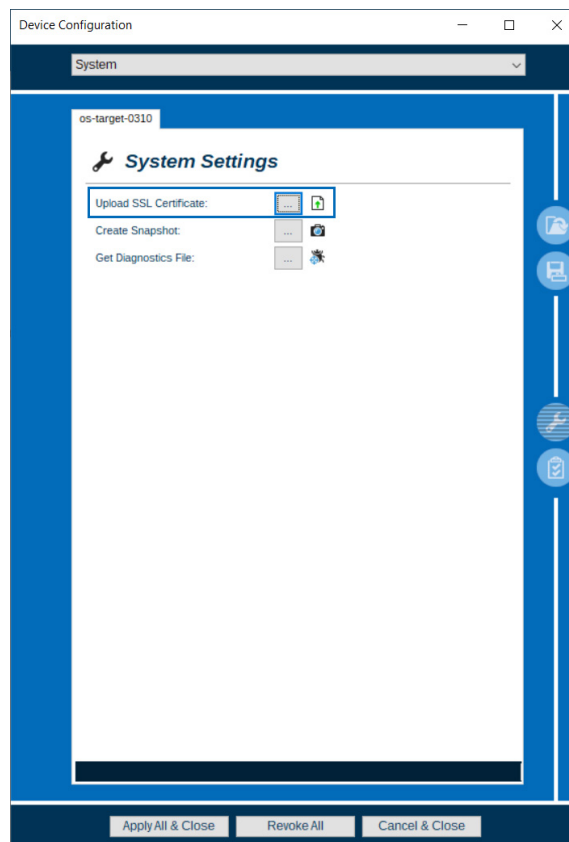 Device Configuration
System
os-target-0310
System Settings
Upload SSL Certificate: ...
Create Snapshot: ...
Get Diagnostics File: ...
Apply All & Close Revoke All Cancel & Close